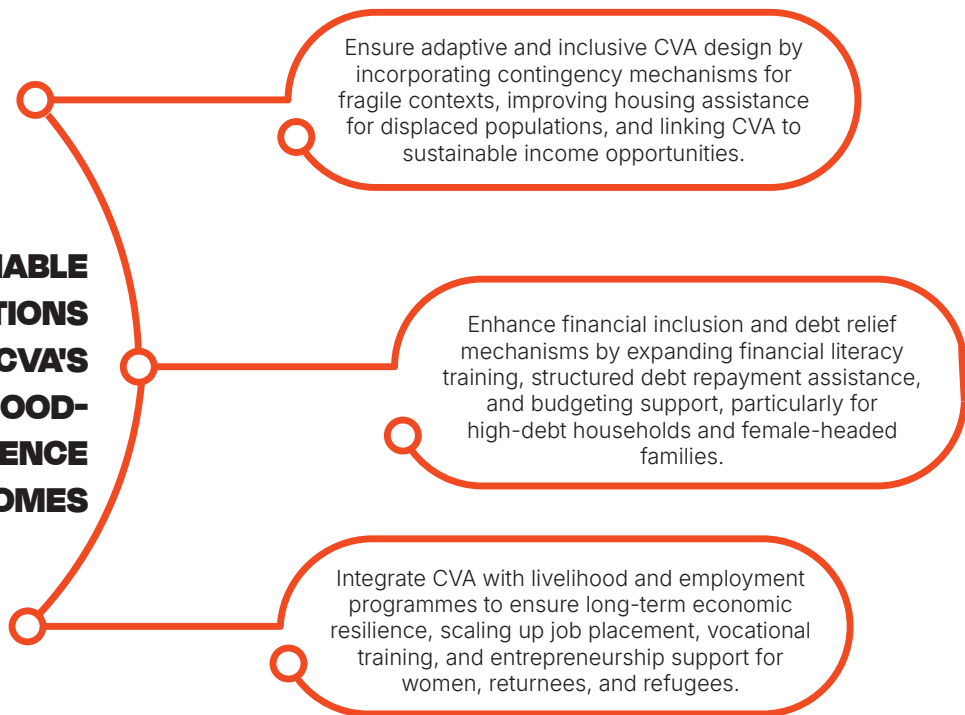 IABLE
TIONS
CVA'S
OOD-
ENCE
OMES
Ensure adaptive and inclusive CVA design by
incorporating contingency mechanisms for
fragile contexts, improving housing assistance
for displaced populations, and linking CVA to
sustainable income opportunities.
Enhance financial inclusion and debt relief
mechanisms by expanding financial literacy
training, structured debt repayment assistance,
and budgeting support, particularly for
high-debt households and female-headed
families.
Integrate CVA with livelihood and employment
programmes to ensure long-term economic
resilience, scaling up job placement, vocational
training, and entrepreneurship support for
women, returnees, and refugees.